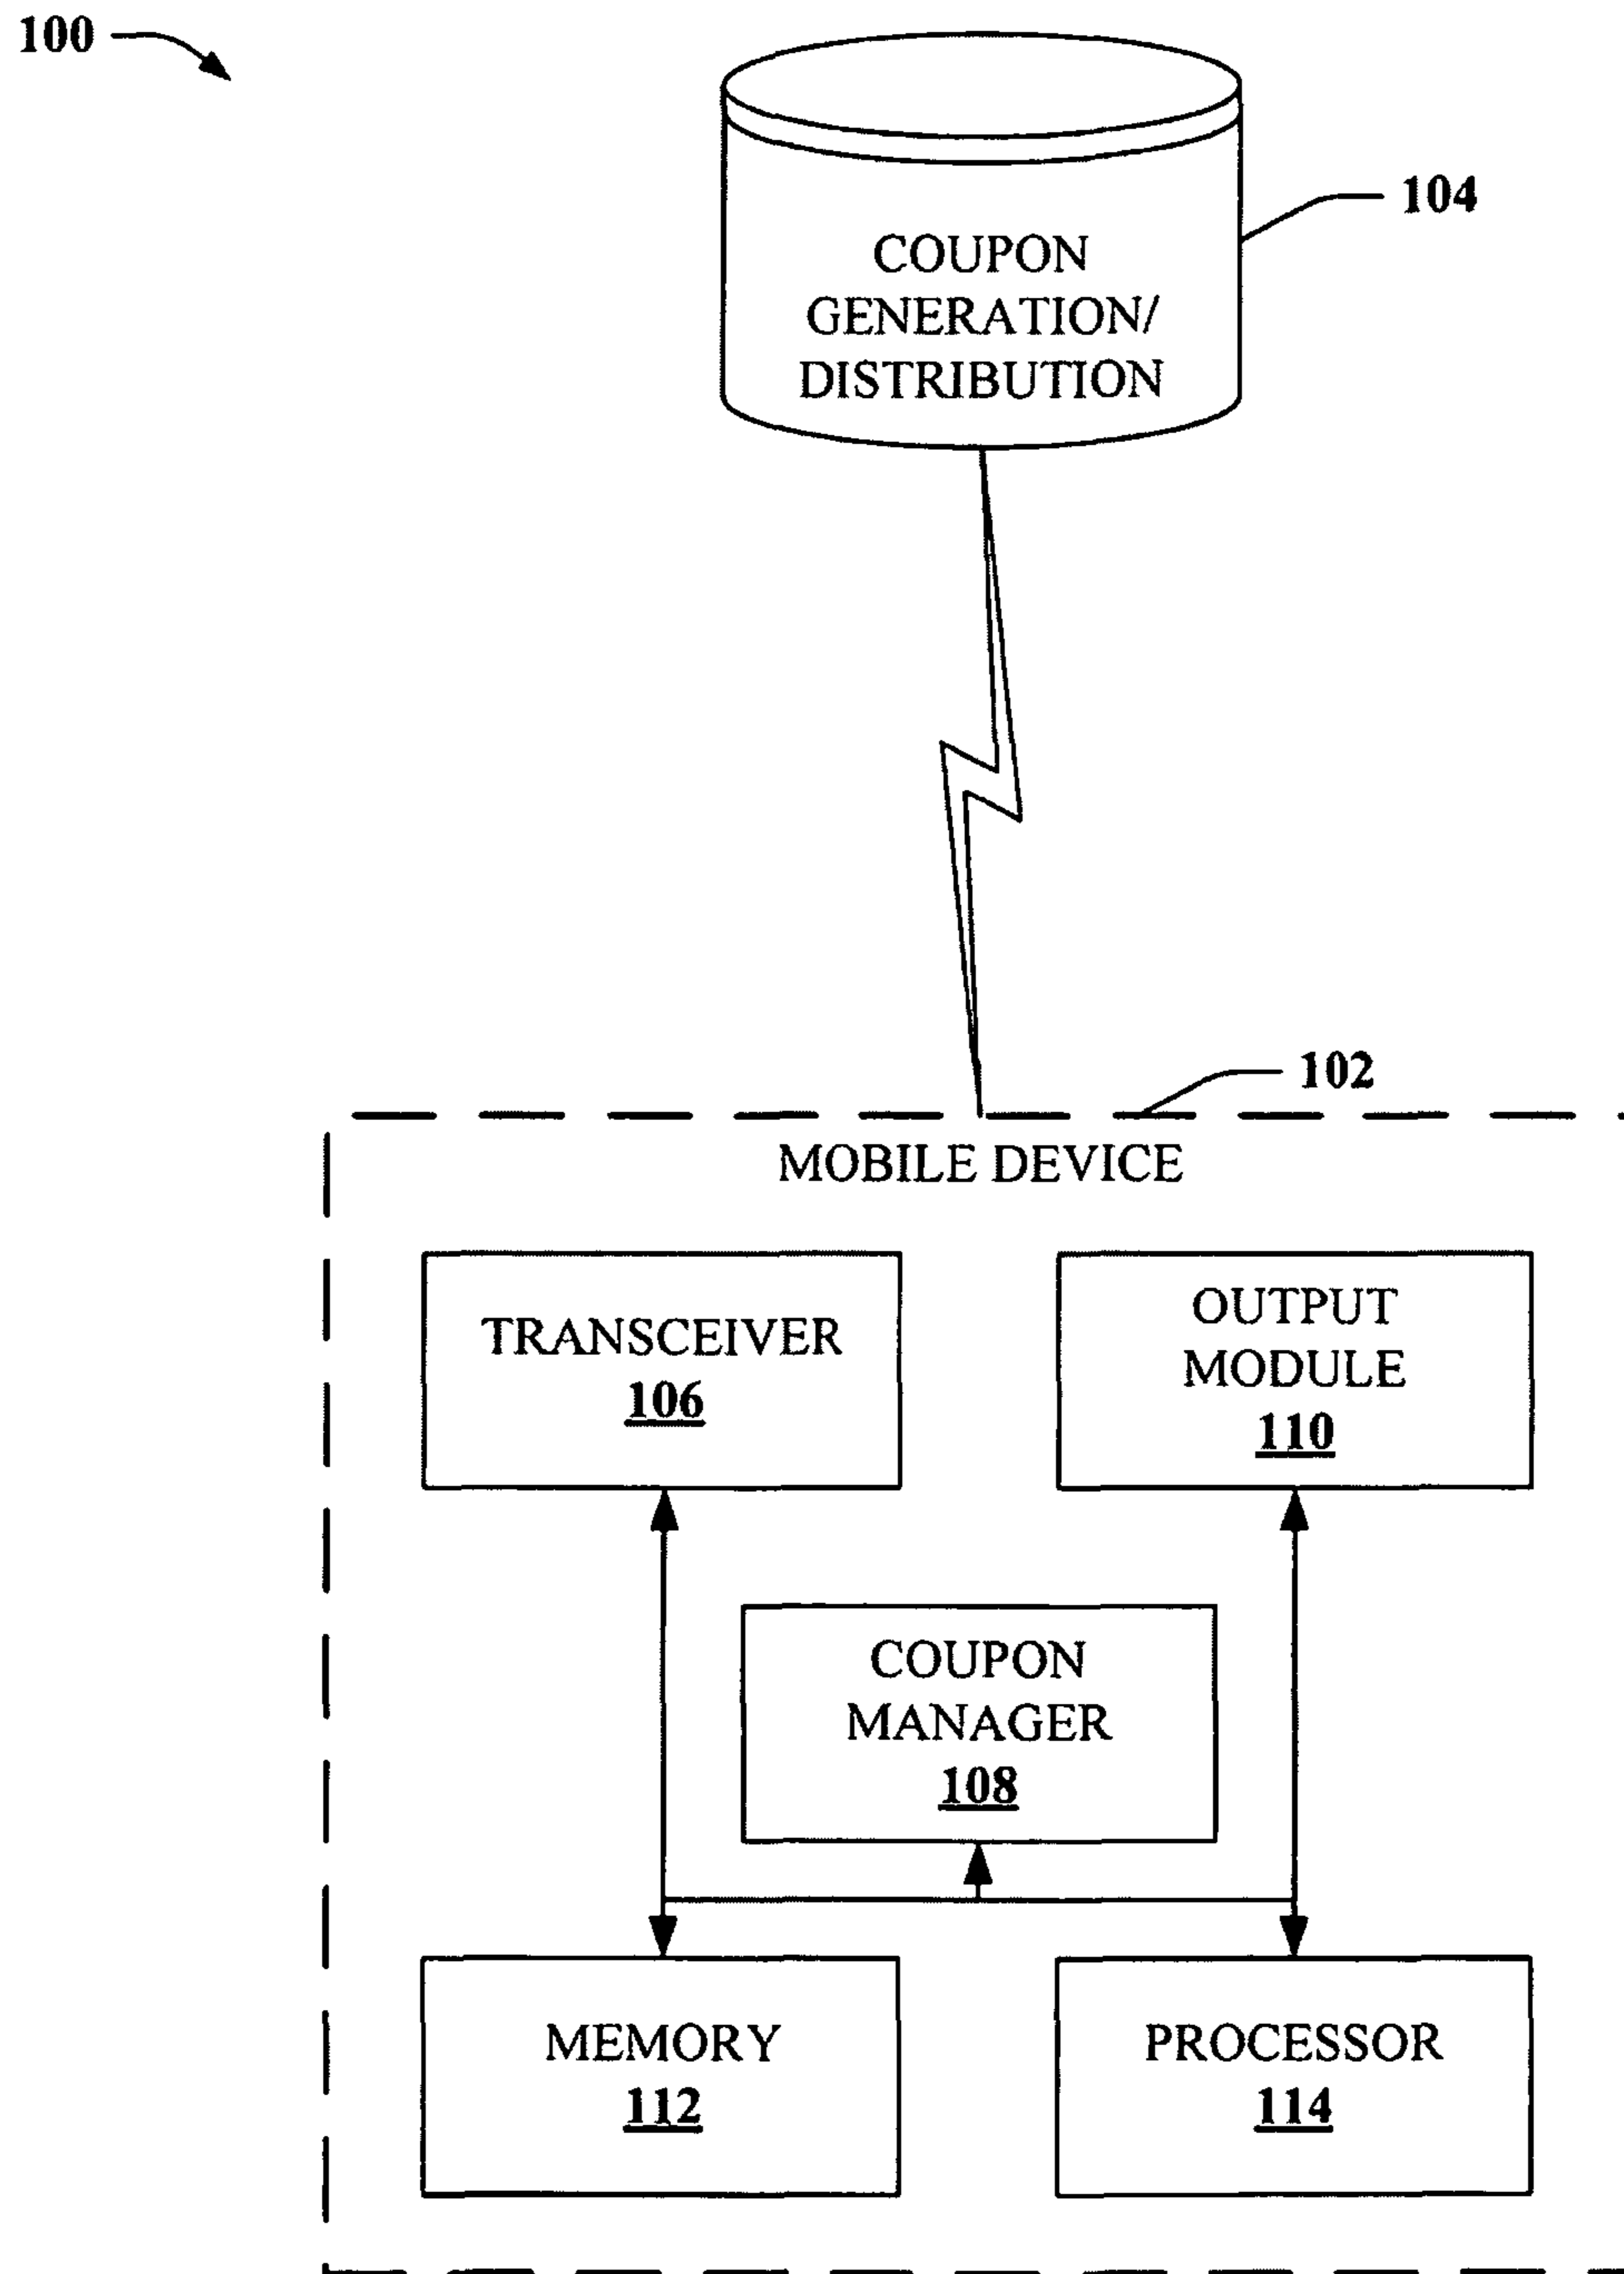 100
COUPON
GENERATION/
DISTRIBUTION
104
102
MOBILE DEVICE
TRANSCEIVER
106
OUTPUT
MODULE
110
COUPON
MANAGER
108
MEMORY
112
PROCESSOR
114